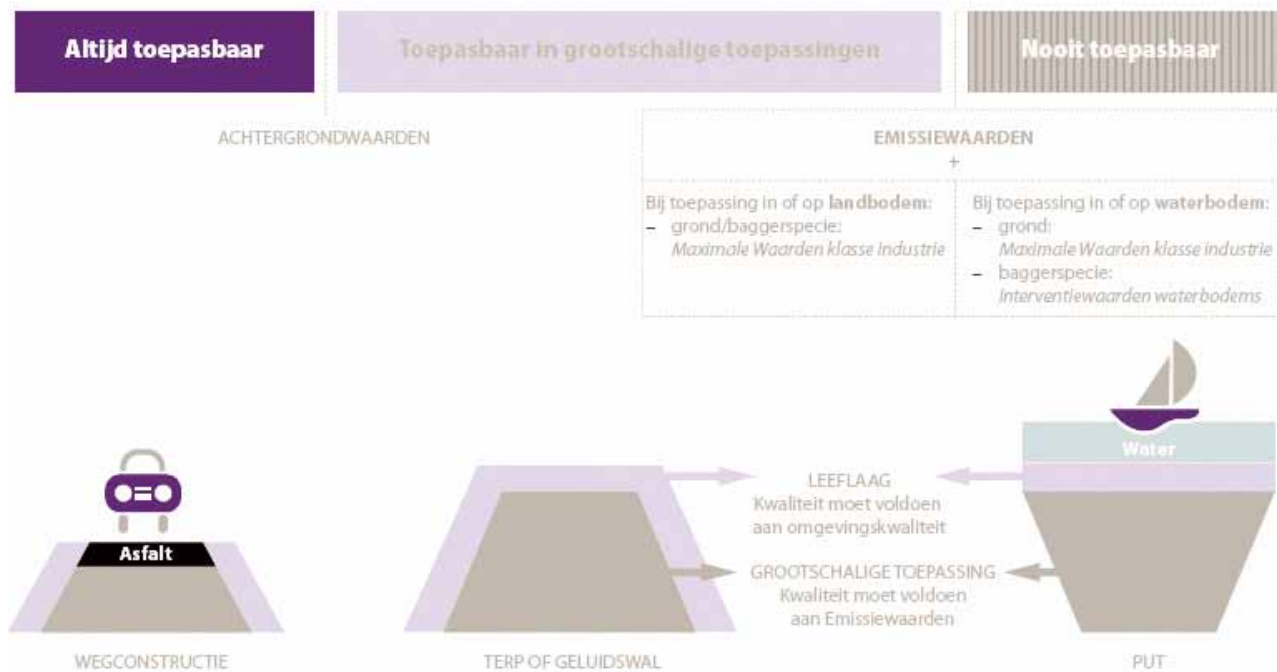 Altijd toepasbaar
Toepasbaar in grootschalige toepassingen
Nooit toepasbaar
ACHTERGRONDWAARDEN
EMISSIEWAARDEN
+
Bij toepassing in of op landbodem:
– grond/baggerspecie:
Maximale Waarden klasse industrie
Bij toepassing in of op waterbodem:
– grond:
Maximale Waarden klasse industrie
– baggerspecie:
Interventiewaarden waterbodems
Water
LEEFLAAG
Kwaliteit moet voldoen
aan omgevingskwaliteit
Asfalt
GROOTSCHALIGE TOEPASSING
Kwaliteit moet voldoen
aan Emissiewaarden
WEGCONSTRUCTIE
TERP OF GELUIDSWAL
PUT